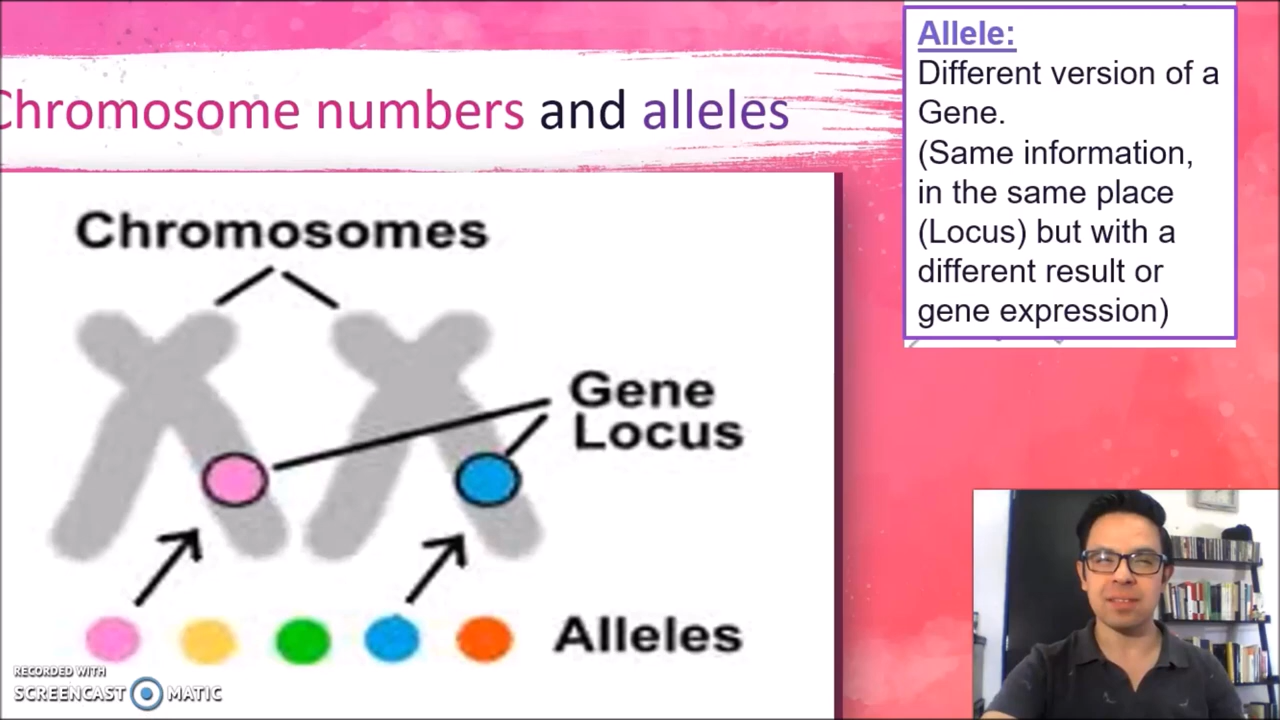 Chromosome numbers and alleles
Allele:
Different version of a
Gene.
(Same information,
in the same place
(Locus) but with a
different result or
gene expression)
Chromosomes
Gene
Locus
Alleles
RECORDED WITH
SCREENCAST MATIC